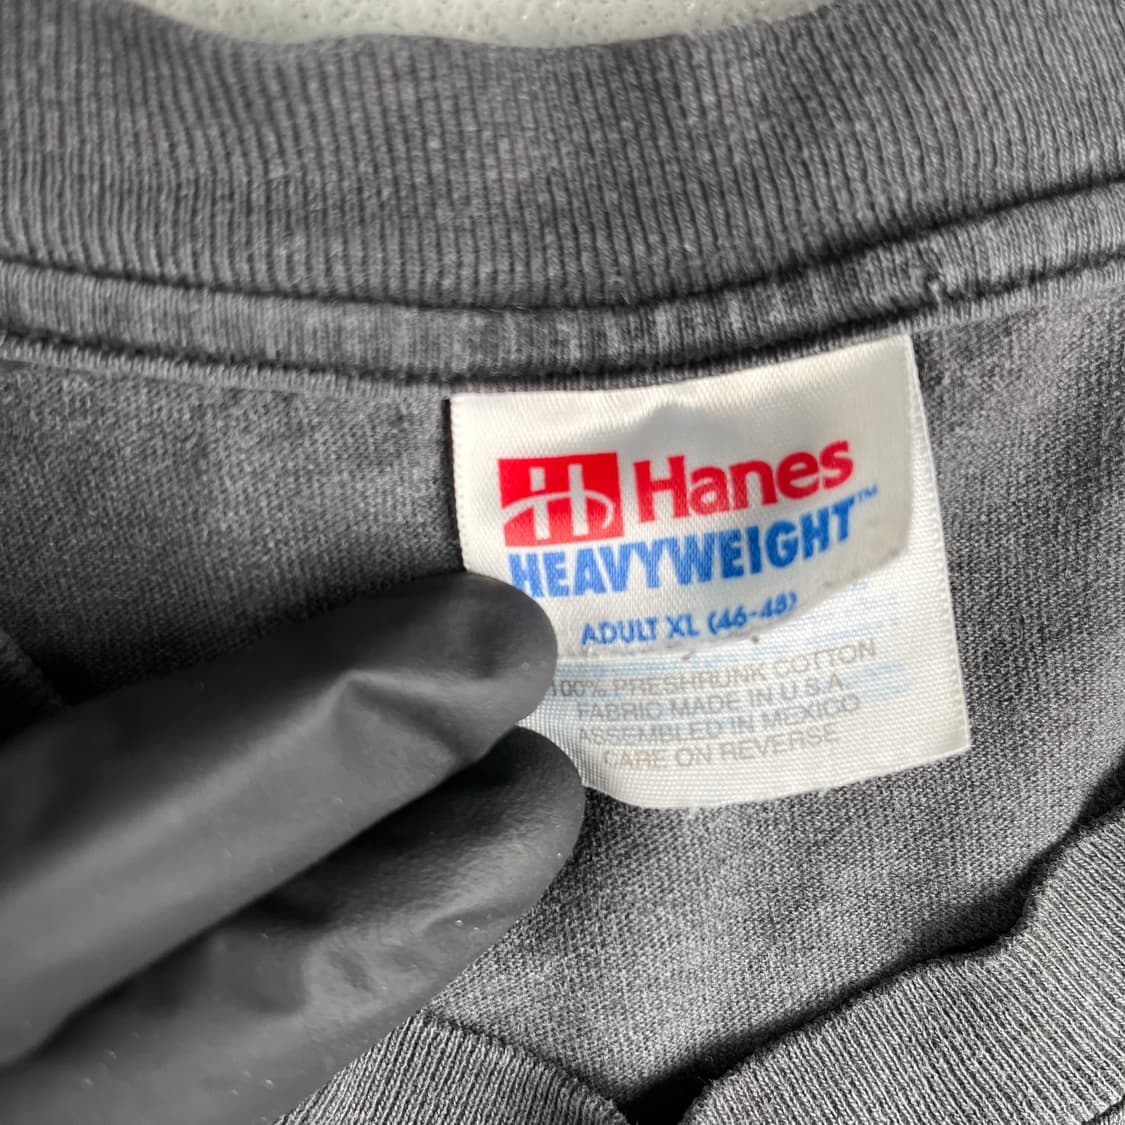 Hanes
HEAVYWEIGHT™
ADULT XL (46-48)
100% PRESHRUNK COTTON
FABRIC MADE IN U.S.A.
ASSEMBLED IN MEXICO
CARE ON REVERSE